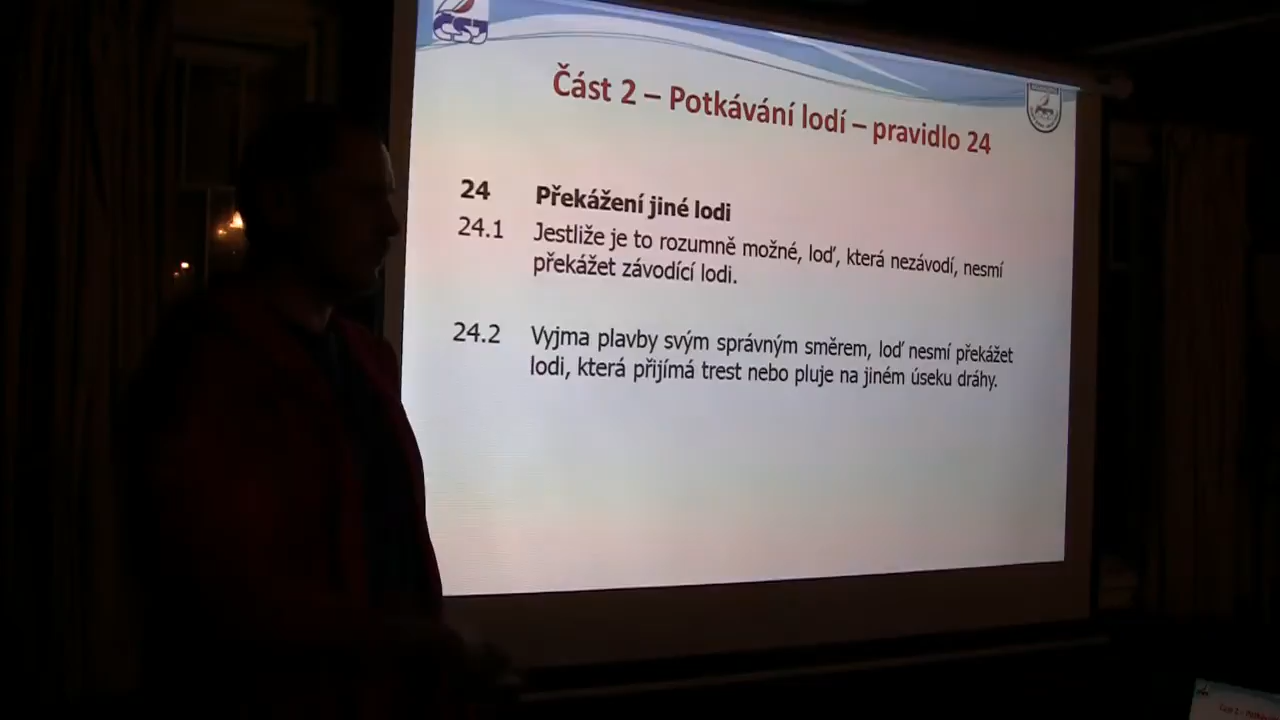 ČSJ
Část 2 – Potkávání lodí – pravidlo 24
24 Překážení jiné lodi
24.1 Jestliže je to rozumně možné, loď, která nezávodí, nesmí
překážet závodící lodi.
24.2 Vyjma plavby svým správným směrem, loď nesmí překážet
lodi, která přijímá trest nebo pluje na jiném úseku dráhy.